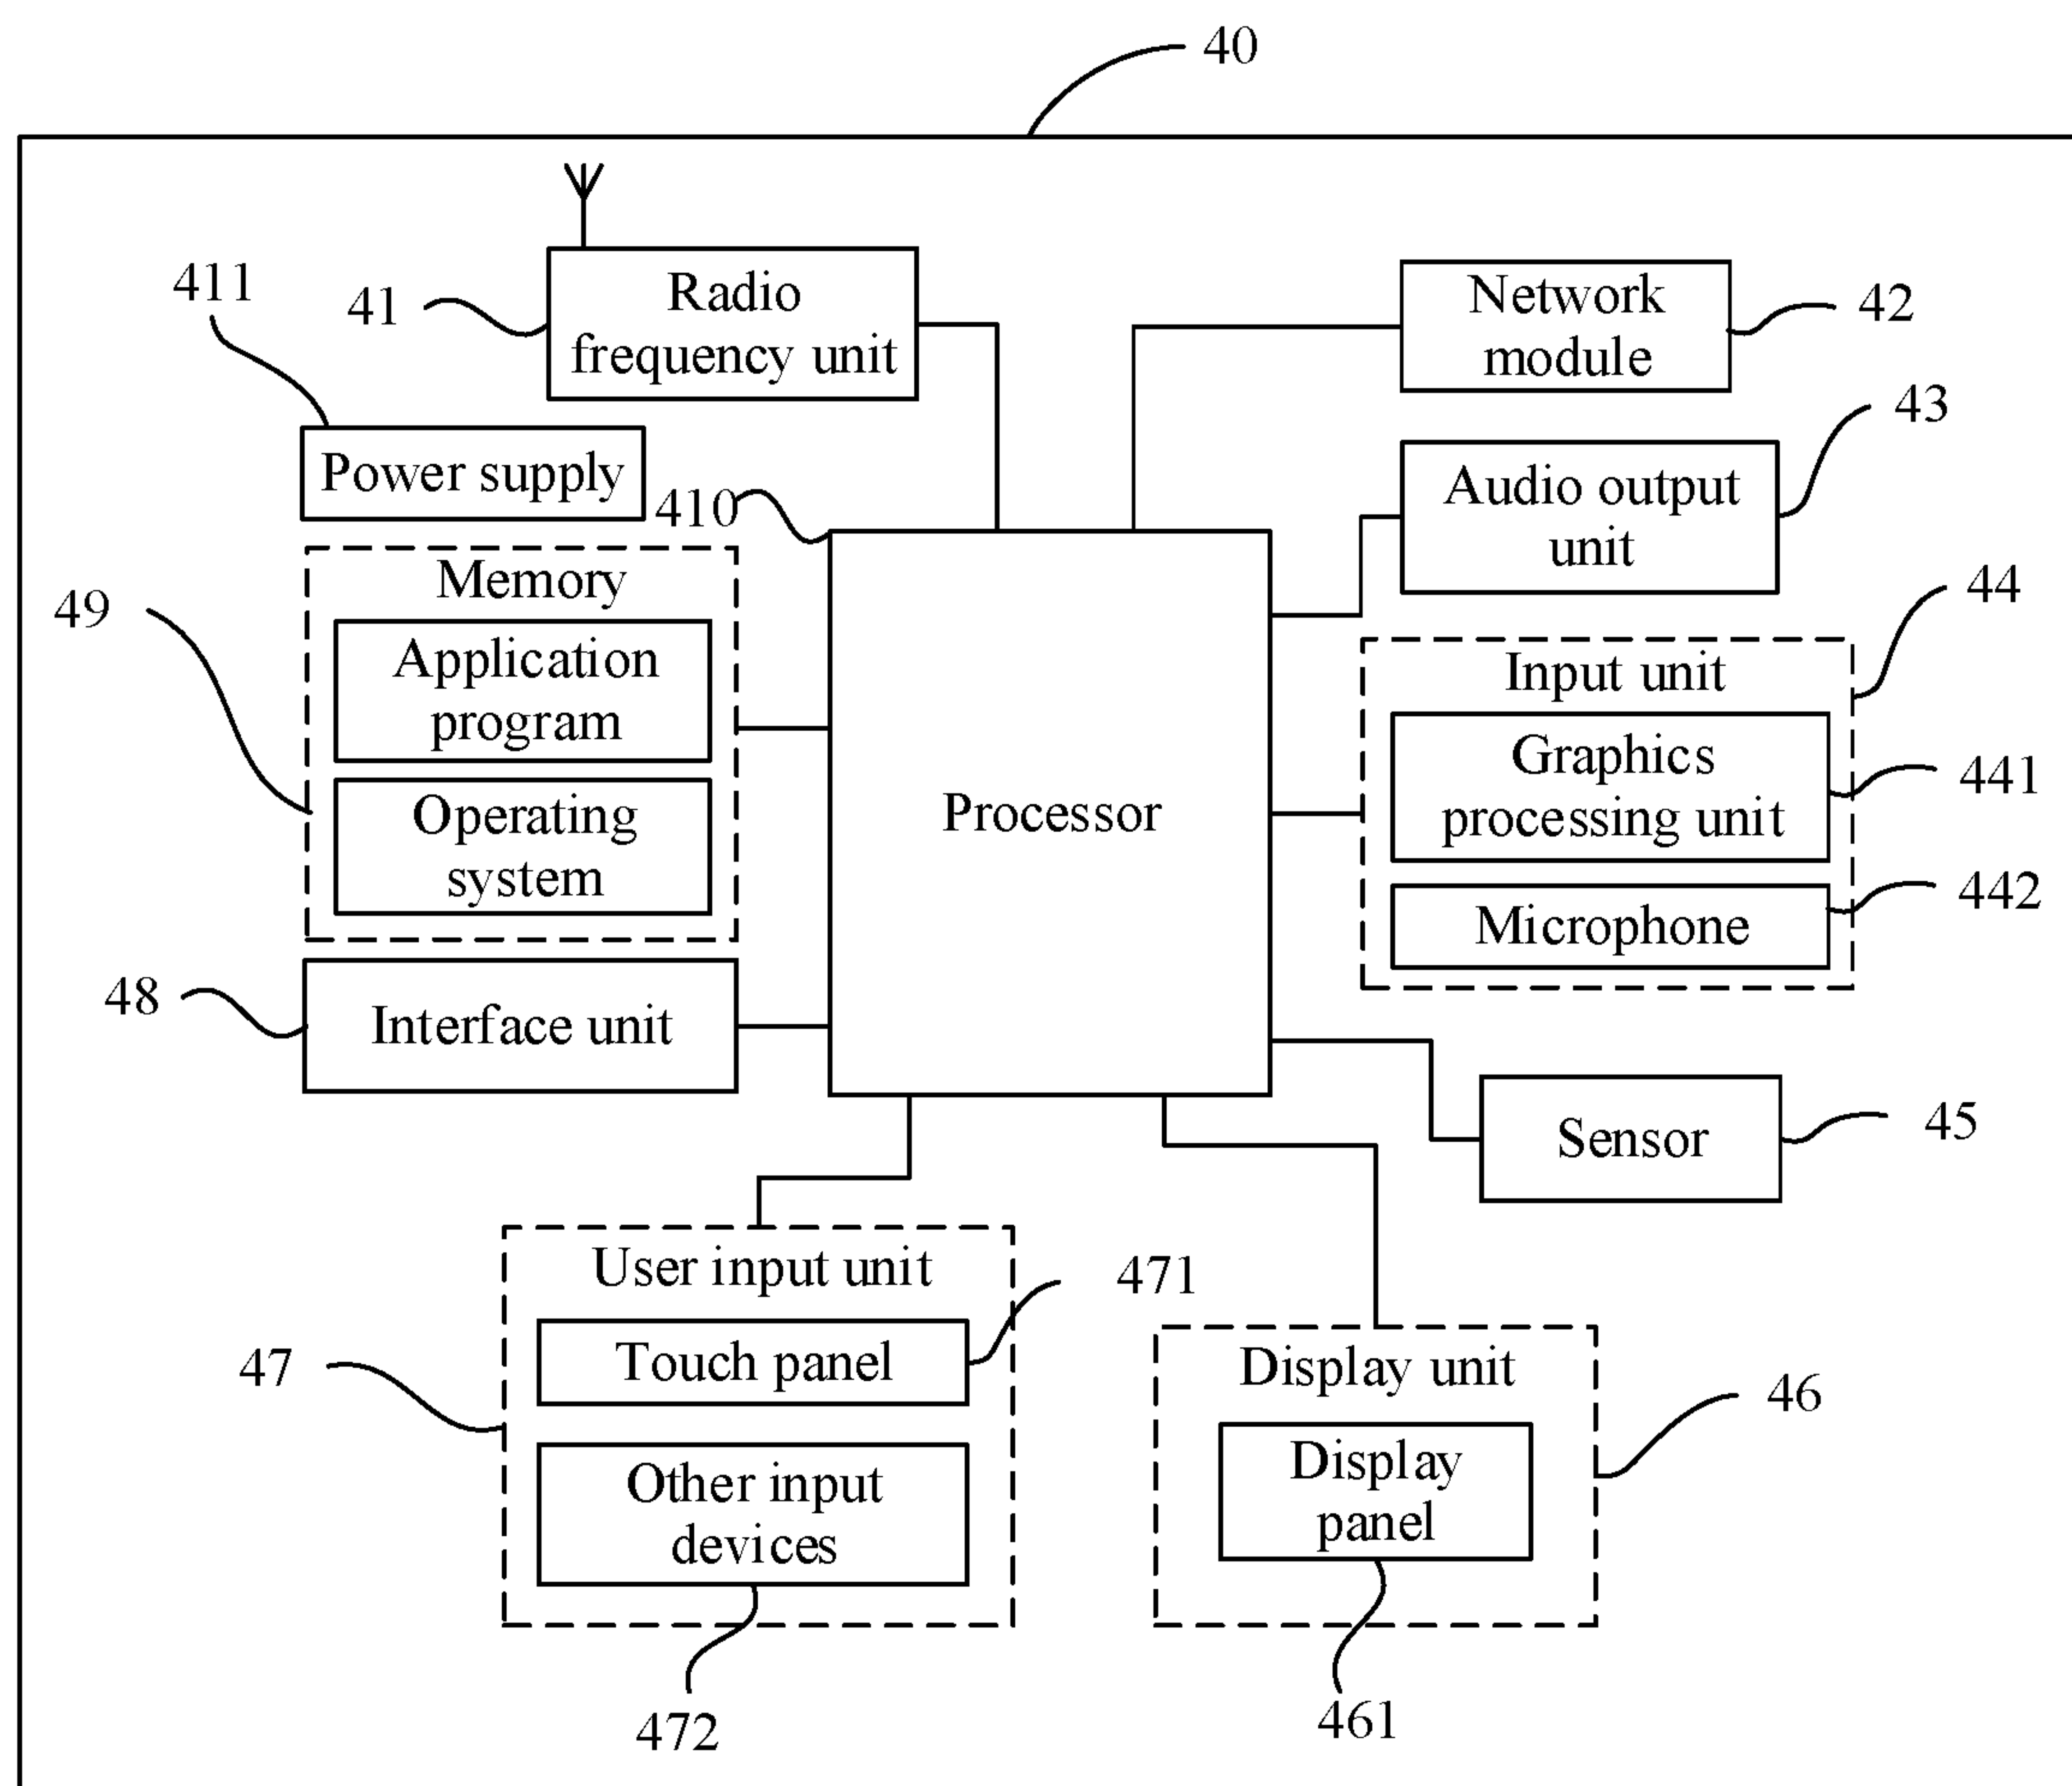 40
411
41
Radio
frequency unit
Network
module
42
Power supply
410
Audio output
unit
43
49
Memory
Application
program
Operating
system
Processor
44
Input unit
Graphics
processing unit
441
Microphone
442
48
Interface unit
Sensor
45
47
User input unit
471
Touch panel
Other input
devices
472
Display unit
46
Display
panel
461